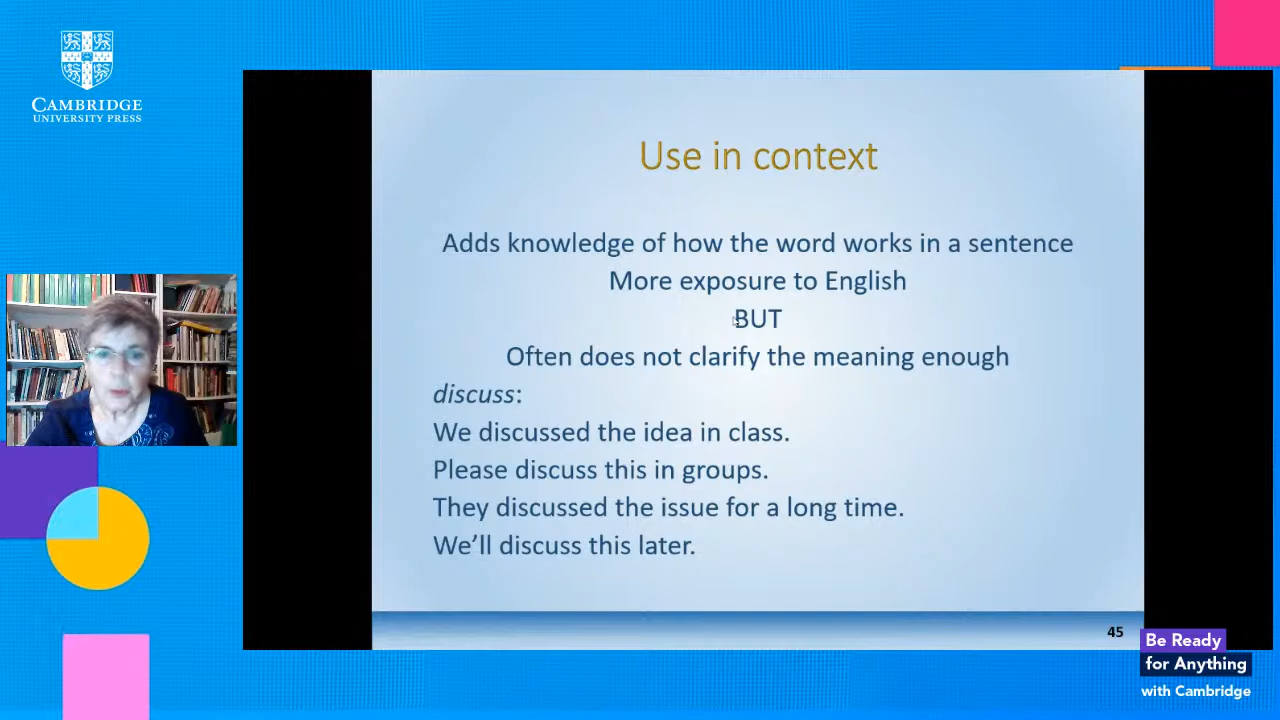 CAMBRIDGE
UNIVERSITY PRESS
Use in context
Adds knowledge of how the word works in a sentence
More exposure to English
BUT
Often does not clarify the meaning enough
discuss:
We discussed the idea in class.
Please discuss this in groups.
They discussed the issue for a long time.
We’ll discuss this later.
45
Be Ready
for Anything
with Cambridge